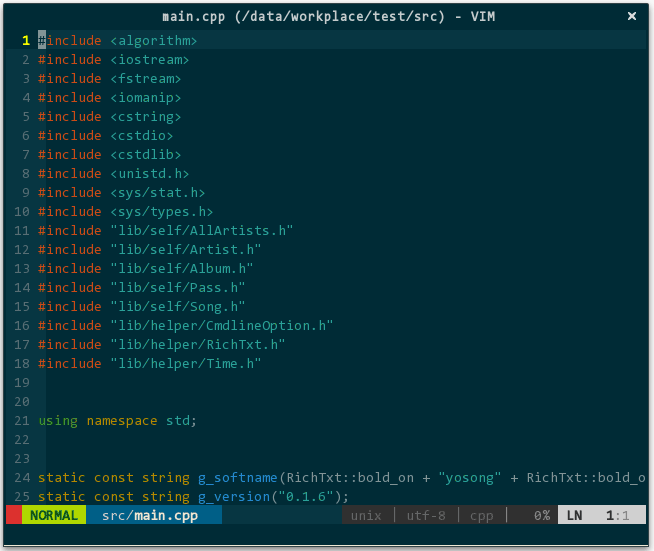 main.cpp (/data/workplace/test/src) - VIM ×
1 #include <algorithm>
2 #include <iostream>
3 #include <fstream>
4 #include <iomanip>
5 #include <cstring>
6 #include <cstdio>
7 #include <cstdlib>
8 #include <unistd.h>
9 #include <sys/stat.h>
10 #include <sys/types.h>
11 #include "lib/self/AllArtists.h"
12 #include "lib/self/Artist.h"
13 #include "lib/self/Album.h"
14 #include "lib/self/Pass.h"
15 #include "lib/self/Song.h"
16 #include "lib/helper/CmdlineOption.h"
17 #include "lib/helper/RichTxt.h"
18 #include "lib/helper/Time.h"
19
20
21 using namespace std;
22
23
24 static const string g_softname(RichTxt::bold_on + "yosong" + RichTxt::bold_o
25 static const string g_version("0.1.6");
NORMAL src/main.cpp unix | utf-8 | cpp | 0% LN 1:1